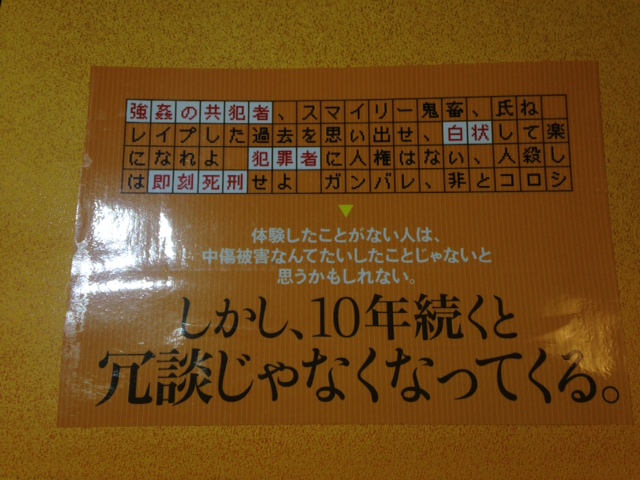 強姦の共犯者、スマイリー鬼畜、氏ね
レイプした過去を思い出せ、白状して楽
になれよ　犯罪者に人権はない、人殺し
は即刻死刑せよ　ガンバレ、非とコロシ
体験したことがない人は、
中傷被害なんてたいしたことじゃないと
思うかもしれない。
しかし、10年続くと
冗談じゃなくなってくる。